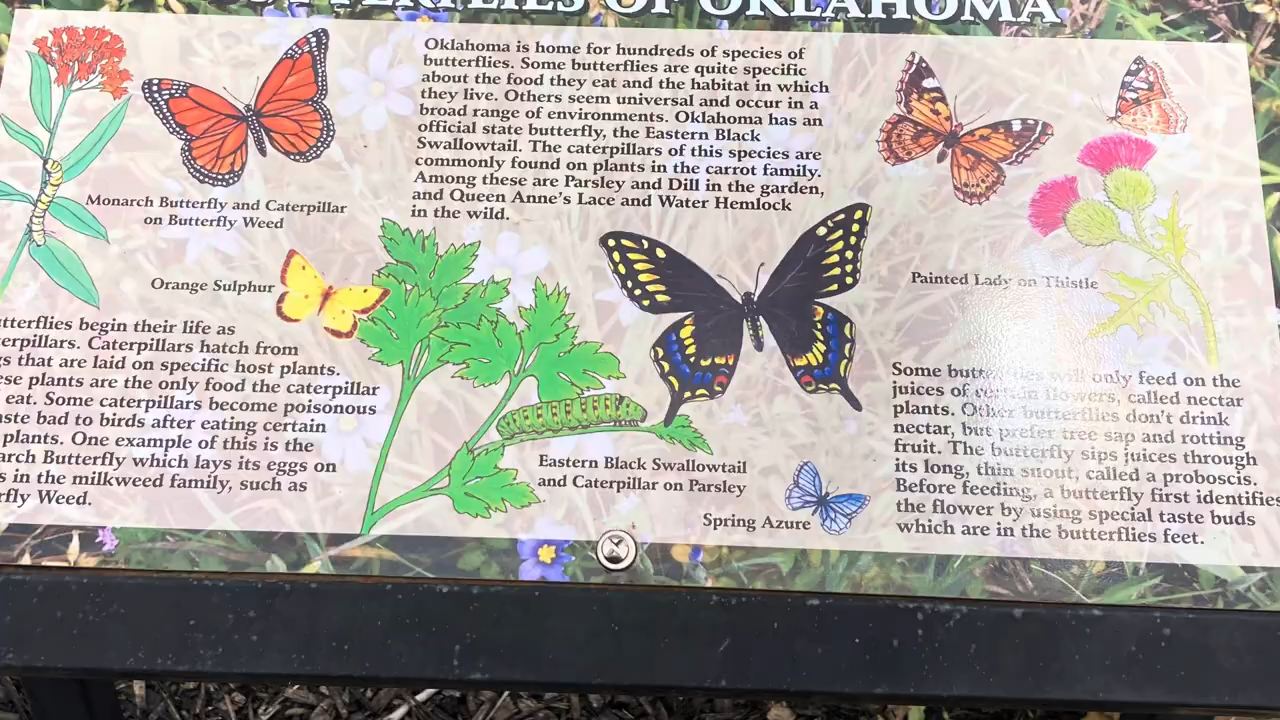 BUTTERFLIES OF OKLAHOMA
Oklahoma is home for hundreds of species of
butterflies. Some butterflies are quite specific
about the food they eat and the habitat in which
they live. Others seem universal and occur in a
broad range of environments. Oklahoma has an
official state butterfly, the Eastern Black
Swallowtail. The caterpillars of this species are
commonly found on plants in the carrot family.
Among these are Parsley and Dill in the garden,
and Queen Anne's Lace and Water Hemlock
in the wild.
Monarch Butterfly and Caterpillar
on Butterfly Weed
Orange Sulphur
tterflies begin their life as
erpillars. Caterpillars hatch from
gs that are laid on specific host plants.
ese plants are the only food the caterpillar
eat. Some caterpillars become poisonous
aste bad to birds after eating certain
plants. One example of this is the
arch Butterfly which lays its eggs on
s in the milkweed family, such as
rfly Weed.
Eastern Black Swallowtail
and Caterpillar on Parsley
Spring Azure
Painted Lady on Thistle
Some butterflies will only feed on the
juices of certain flowers, called nectar
plants. Other butterflies don't drink
nectar, but prefer tree sap and rotting
fruit. The butterfly sips juices through
its long, thin snout, called a proboscis.
Before feeding, a butterfly first identifies
the flower by using special taste buds
which are in the butterflies feet.